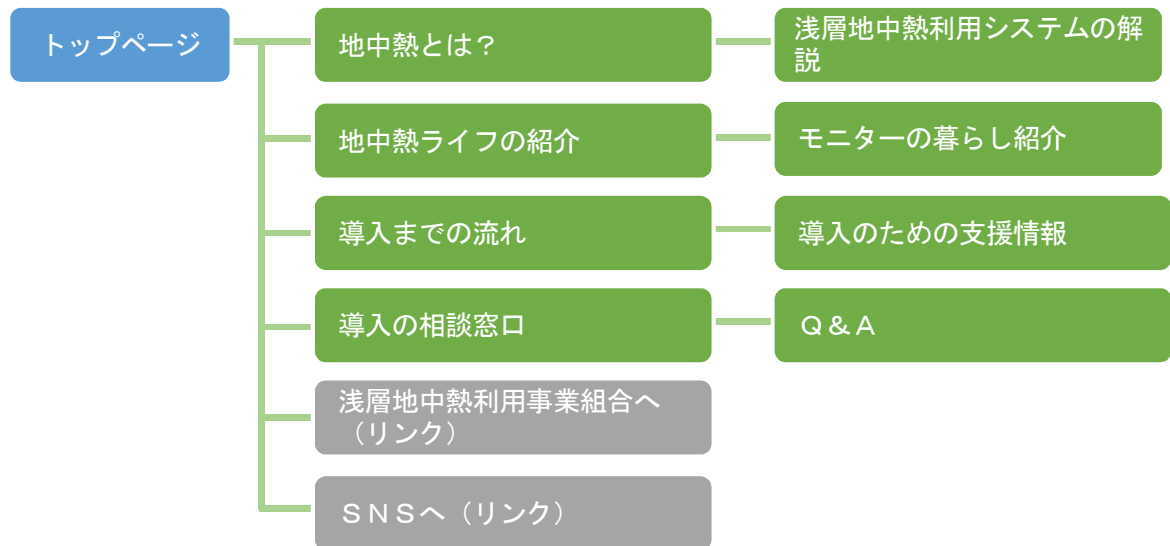 トップページ
地中熱とは？
浅層地中熱利用システムの解
説
地中熱ライフの紹介
モニターの暮らし紹介
導入までの流れ
導入のための支援情報
導入の相談窓口
Ｑ＆Ａ
浅層地中熱利用事業組合へ
（リンク）
ＳＮＳへ（リンク）